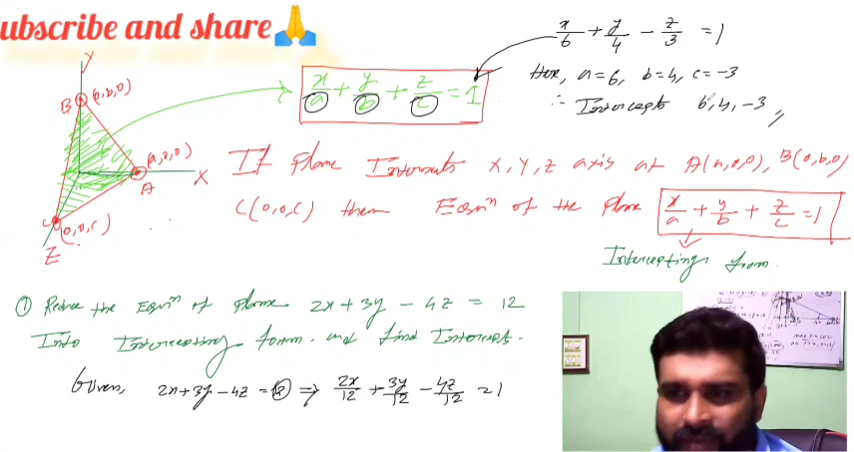 ubscribe and share 🙏
x/6 + y/4 - z/3 = 1
Here, a=6, b=4, c=-3
∴ Intercepts 6,4,-3,
x/a + y/b + z/c = 1
Y
B (0,b,0)
(a,0,0)
A
X
C
(0,0,c)
Z
If Plane Intersects X,Y,Z axis at A(a,0,0), B(0,b,0)
C(0,0,c) then Equⁿ of the Plane x/a + y/b + z/c = 1
Intercepting form
① Reduce the Equⁿ of plane 2x + 3y - 4z = 12
Into Intercepting form. and find Intercept.
Given, 2x+3y-4z=12 ⇒ 2x/12 + 3y/12 - 4z/12 = 1